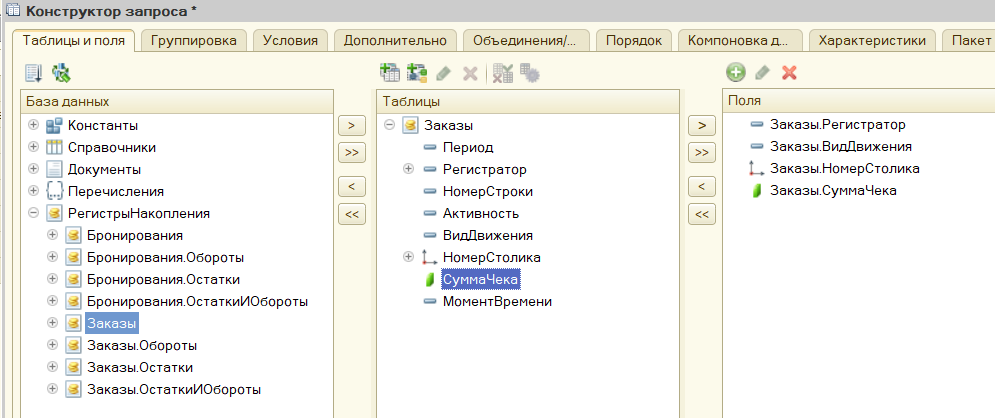 Конструктор запроса *
Таблицы и поля
Группировка
Условия
Дополнительно
Объединения/...
Порядок
Компоновка д...
Характеристики
Пакет
База данных
Константы
Справочники
Документы
Перечисления
РегистрыНакопления
Бронирования
Бронирования.Обороты
Бронирования.Остатки
Бронирования.ОстаткиИОбороты
Заказы
Заказы.Обороты
Заказы.Остатки
Заказы.ОстаткиИОбороты
>
>>
<
<<
Таблицы
Заказы
Период
Регистратор
НомерСтроки
Активность
ВидДвижения
НомерСтолика
СуммаЧека
МоментВремени
>
>>
<
<<
Поля
Заказы.Регистратор
Заказы.ВидДвижения
Заказы.НомерСтолика
Заказы.СуммаЧека